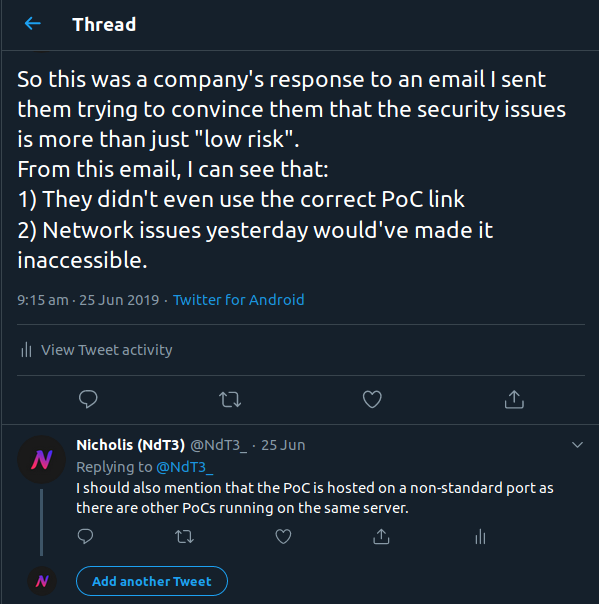 Thread
So this was a company's response to an email I sent
them trying to convince them that the security issues
is more than just "low risk".
From this email, I can see that:
1) They didn't even use the correct PoC link
2) Network issues yesterday would've made it
inaccessible.
9:15 am · 25 Jun 2019 · Twitter for Android
View Tweet activity
Nicholis (NdT3) @NdT3_ · 25 Jun
Replying to @NdT3_
I should also mention that the PoC is hosted on a non-standard port as
there are other PoCs running on the same server.
Add another Tweet